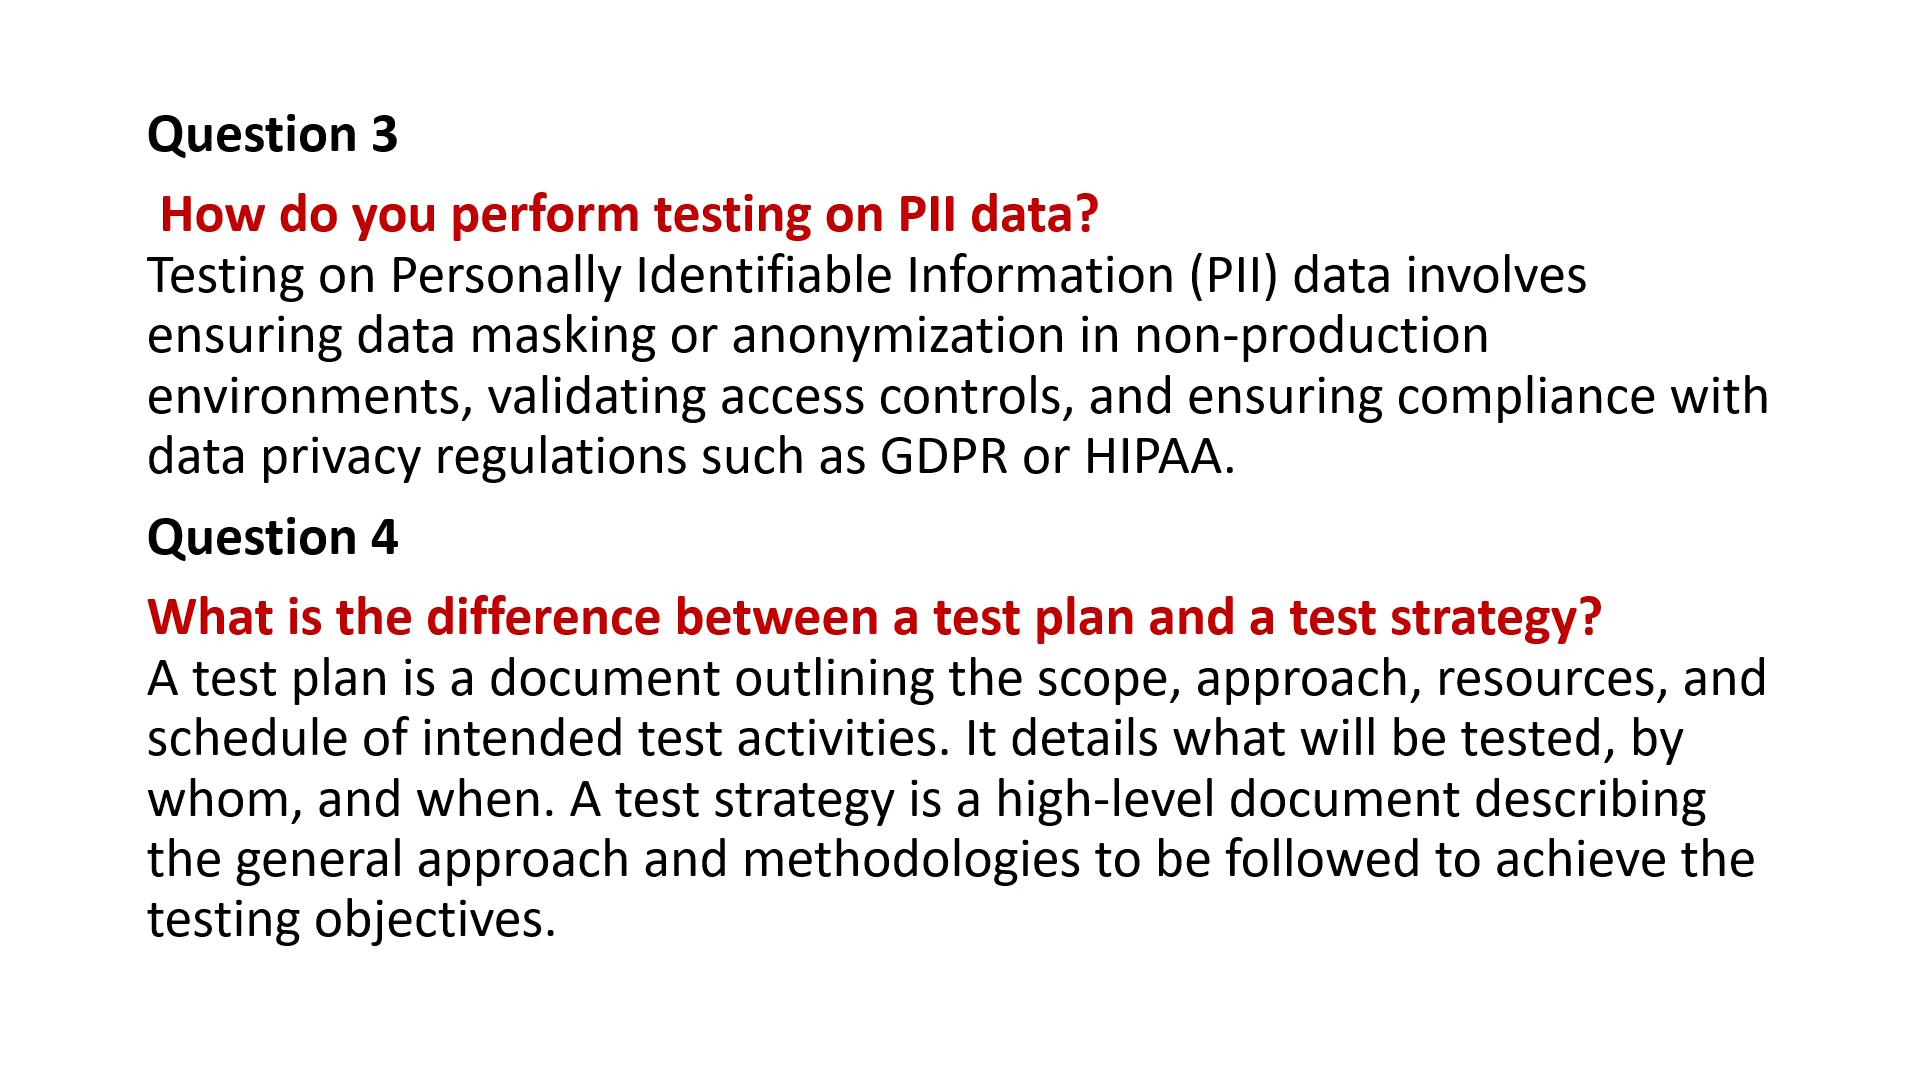 Question 3
How do you perform testing on PII data?
Testing on Personally Identifiable Information (PII) data involves
ensuring data masking or anonymization in non-production
environments, validating access controls, and ensuring compliance with
data privacy regulations such as GDPR or HIPAA.
Question 4
What is the difference between a test plan and a test strategy?
A test plan is a document outlining the scope, approach, resources, and
schedule of intended test activities. It details what will be tested, by
whom, and when. A test strategy is a high-level document describing
the general approach and methodologies to be followed to achieve the
testing objectives.